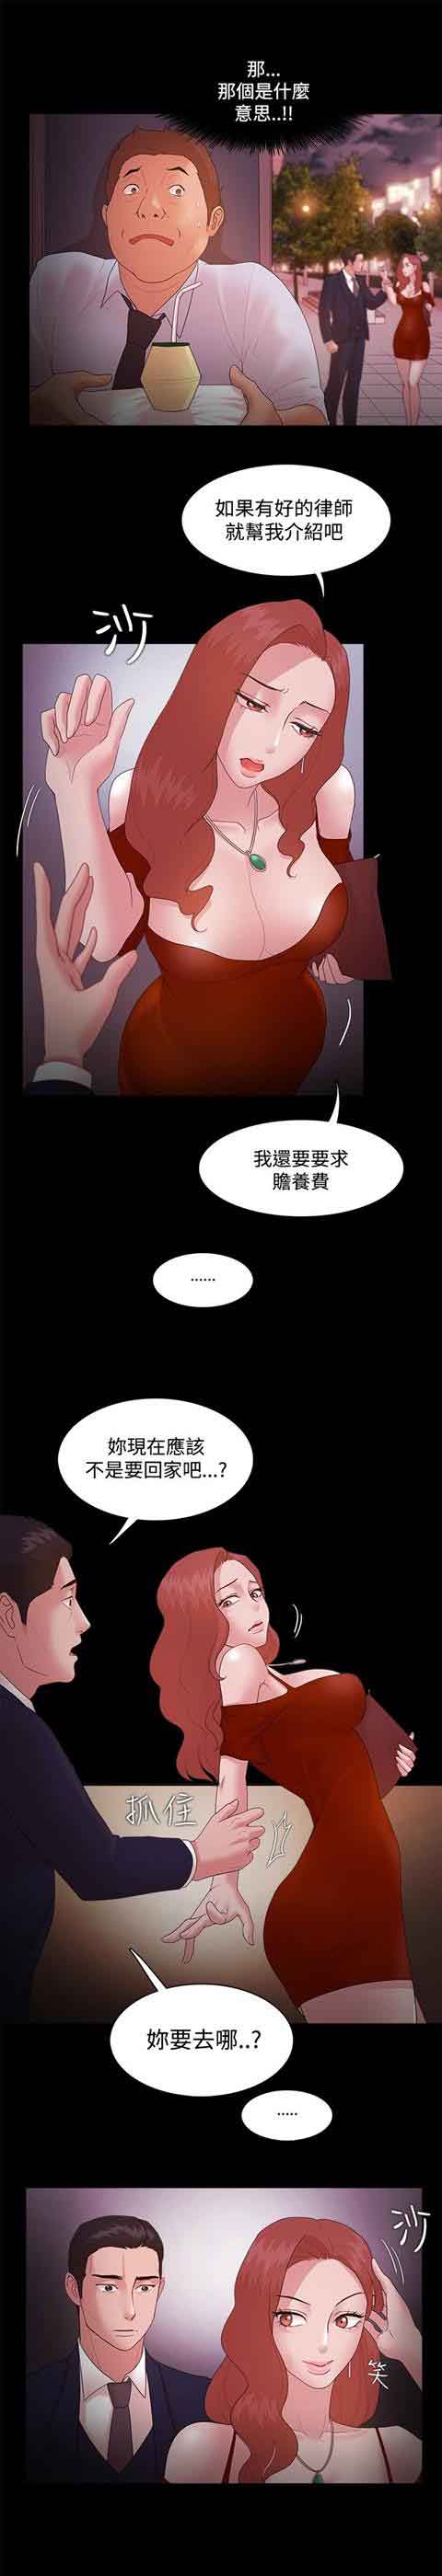 那...
那個是什麼
意思..!!
如果有好的律師
就幫我介紹吧
沙
我還要要求
贍養費
......
妳現在應該
不是要回家吧...?
抓住
妳要去哪..?
.....
沙
笑